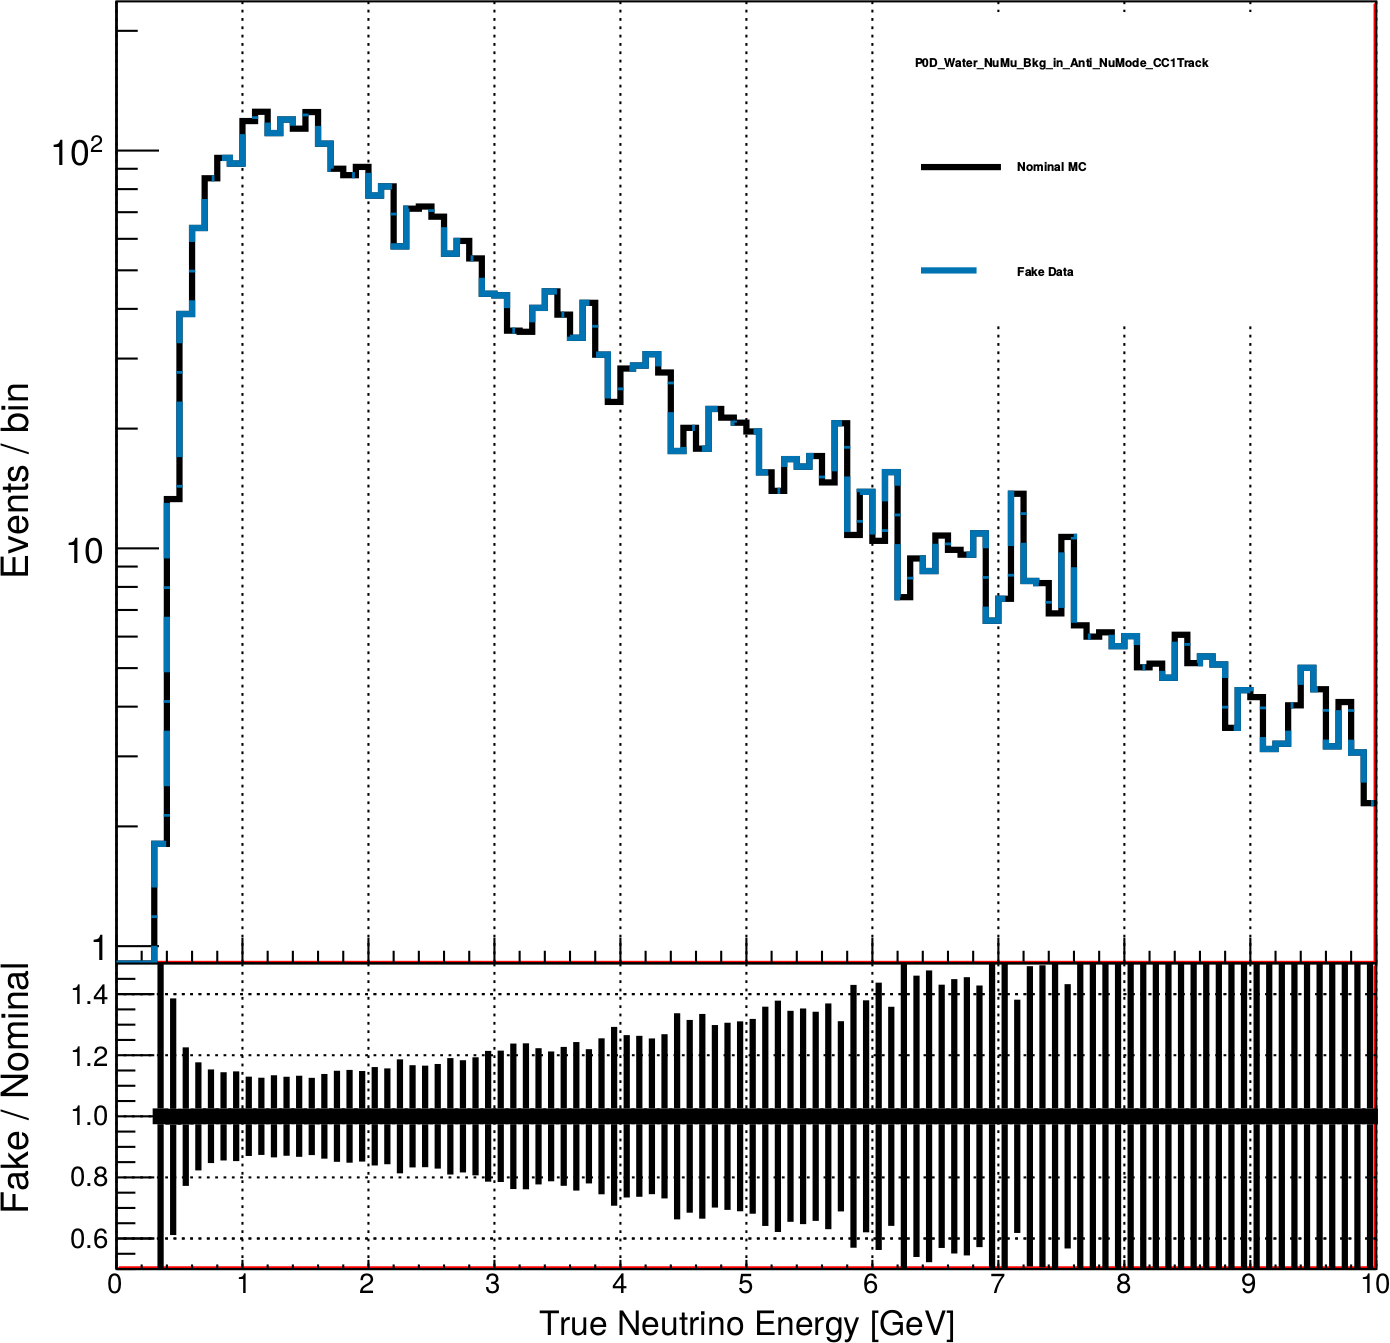 P0D_Water_NuMu_Bkg_in_Anti_NuMode_CC1Track
Nominal MC
Fake Data
Events / bin
10²
10
1
Fake / Nominal
1.4
1.2
1.0
0.8
0.6
0 1 2 3 4 5 6 7 8 9 10
True Neutrino Energy [GeV]